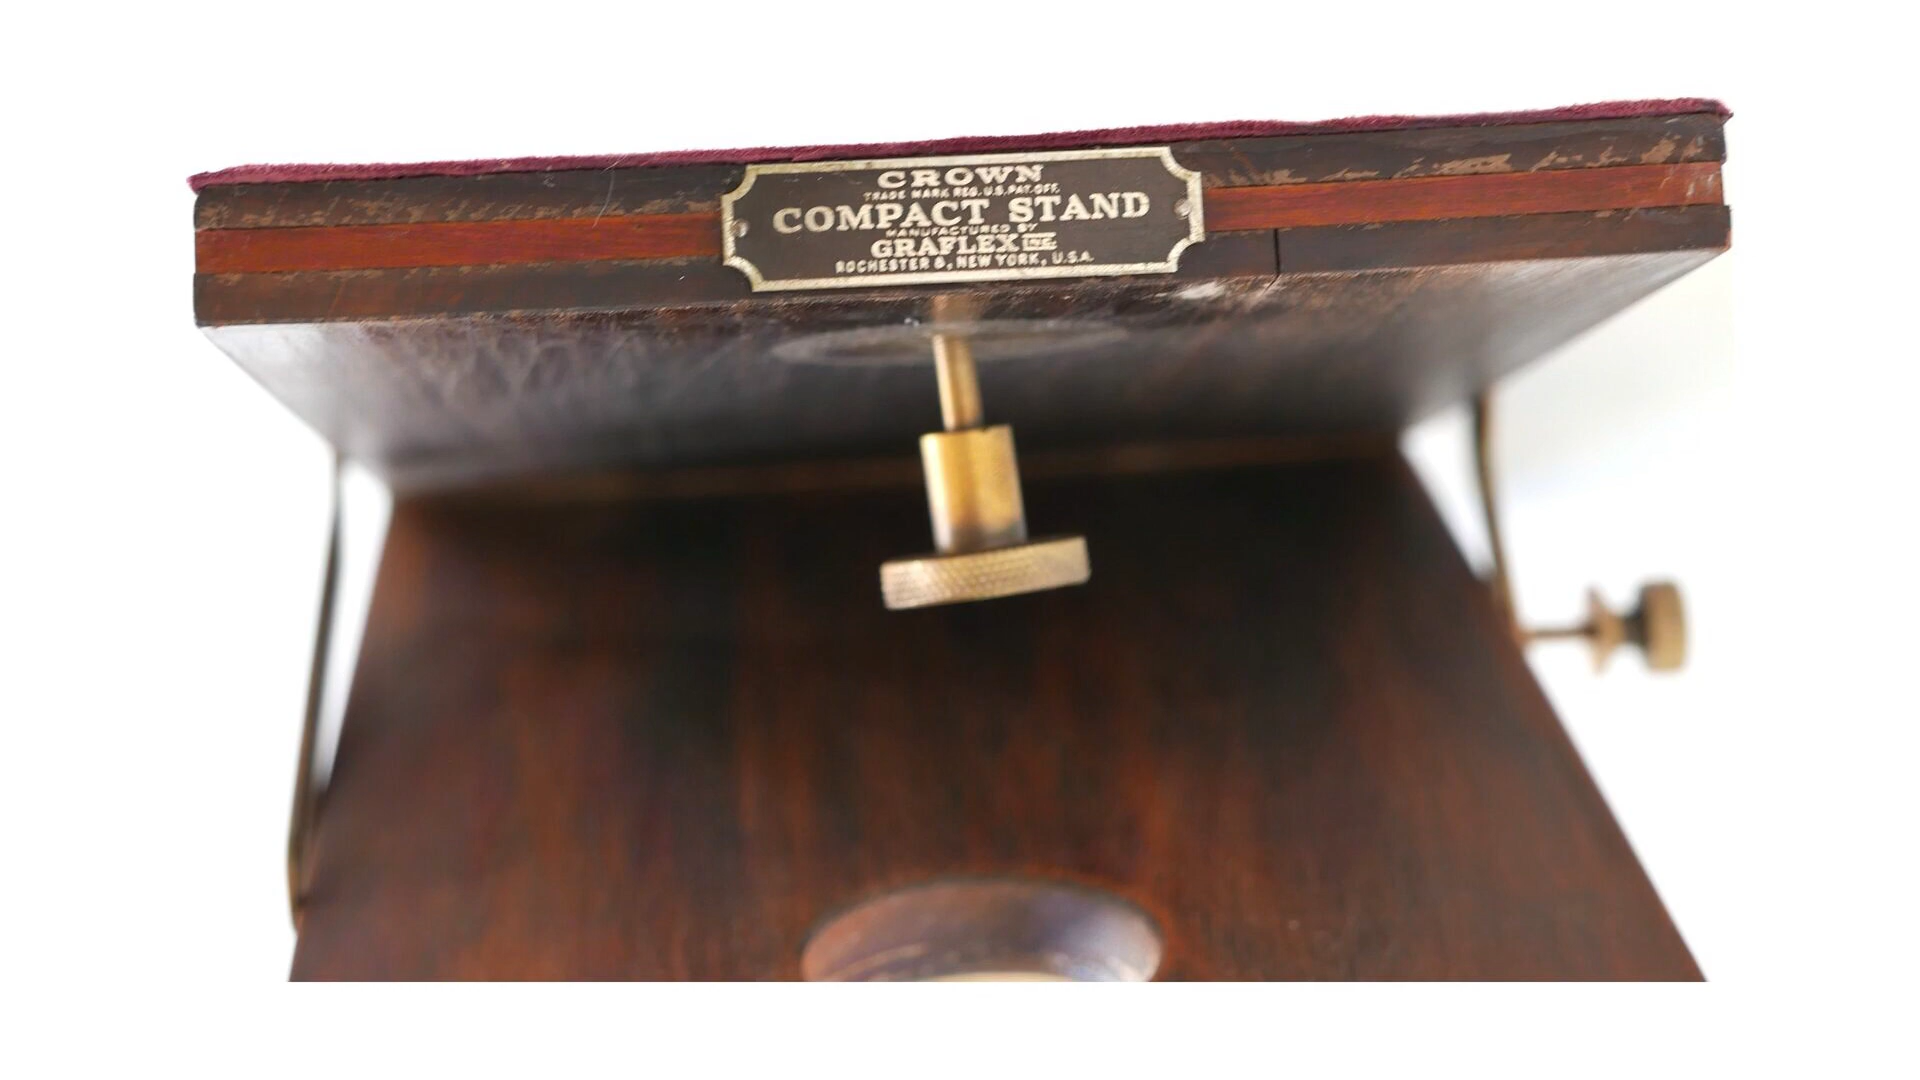 CROWN
TRADE MARK REG. U.S. PAT. OFF.
COMPACT STAND
MANUFACTURED BY
GRAFLEX INC.
ROCHESTER 8, NEW YORK, U.S.A.